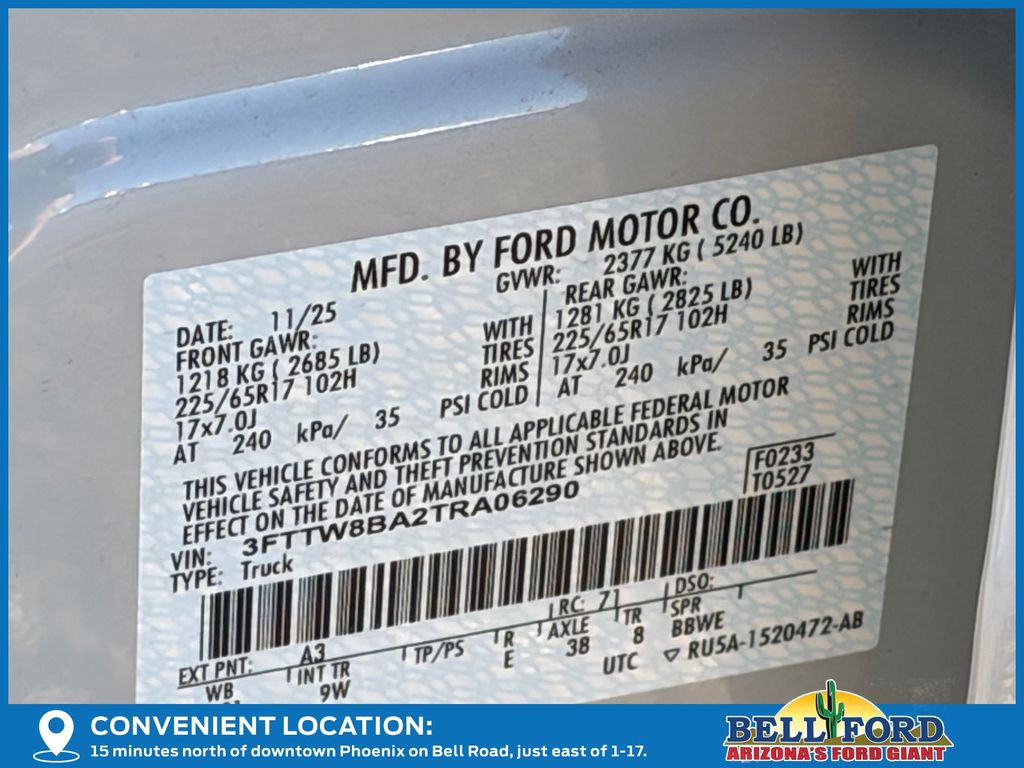 MFD. BY FORD MOTOR CO.
DATE: 11/25 GVWR: 2377 KG ( 5240 LB)
FRONT GAWR: REAR GAWR:
1218 KG ( 2685 LB) WITH 1281 KG ( 2825 LB) WITH
225/65R17 102H TIRES 225/65R17 102H TIRES
17x7.0J RIMS 17x7.0J RIMS
AT 240 kPa/ 35 PSI COLD AT 240 kPa/ 35 PSI COLD
THIS VEHICLE CONFORMS TO ALL APPLICABLE FEDERAL MOTOR
VEHICLE SAFETY AND THEFT PREVENTION STANDARDS IN
EFFECT ON THE DATE OF MANUFACTURE SHOWN ABOVE.
F0233
T0527
VIN: 3FTTW8BA2TRA06290
TYPE: Truck
EXT PNT: A3 RC: 71 DSO:
WB INT TR TP/PS R AXLE TR SPR
9W E 38 8 BBWE
UTC ▽ RU5A-1520472-AB
CONVENIENT LOCATION:
15 minutes north of downtown Phoenix on Bell Road, just east of 1-17.
BELL FORD
ARIZONA'S FORD GIANT